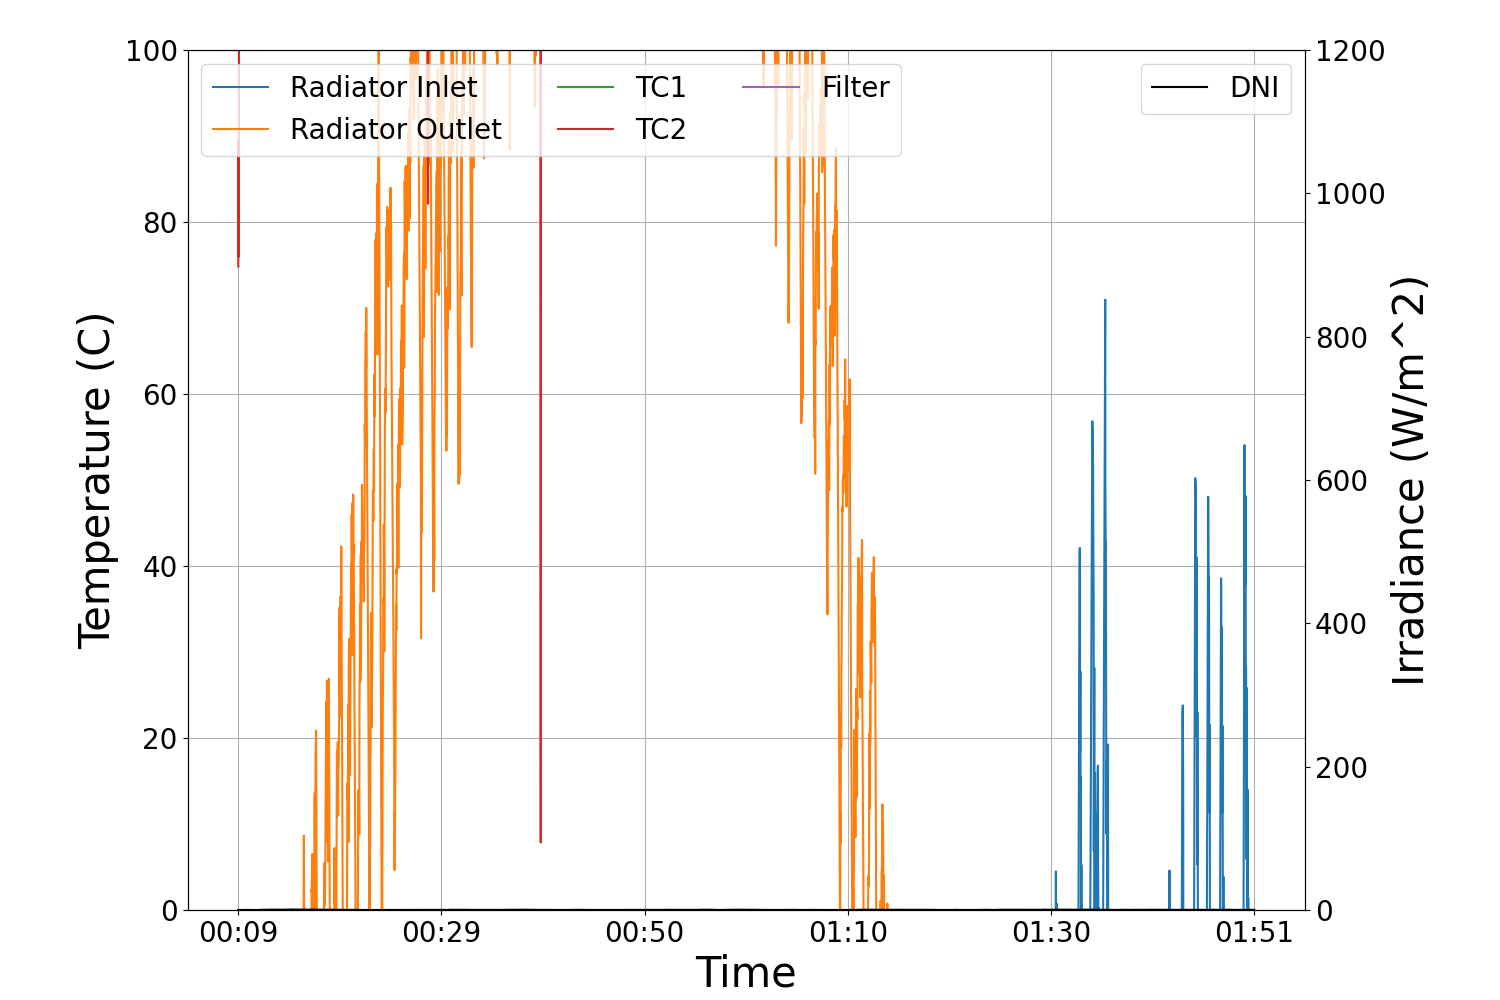 100
80
60
40
20
0
Temperature (C)
Radiator Inlet
Radiator Outlet
TC1
TC2
Filter
DNI
1200
1000
800
600
400
200
0
Irradiance (W/m^2)
00:09 00:29 00:50 01:10 01:30 01:51
Time